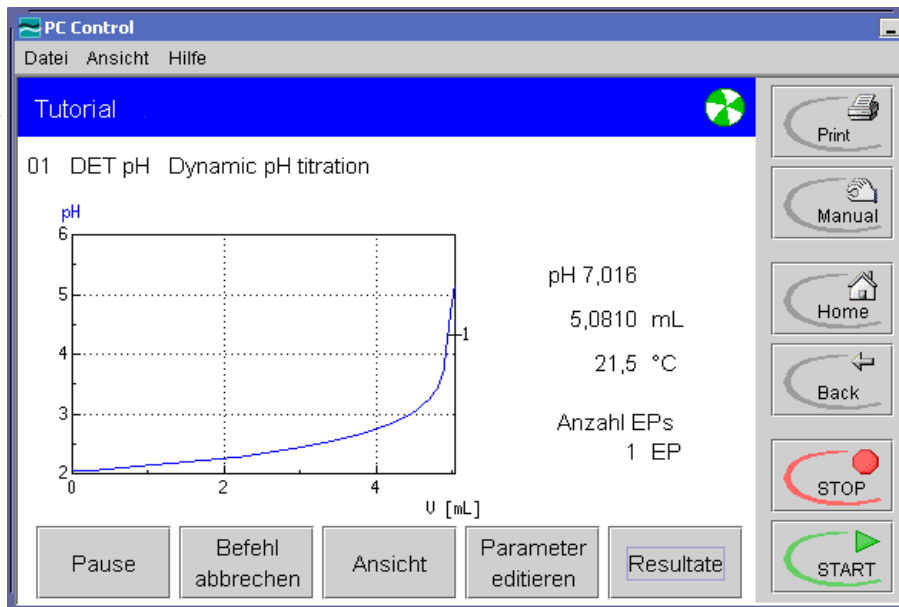 PC Control
Datei Ansicht Hilfe
Tutorial
01 DET pH Dynamic pH titration
pH
6
5
4
3
2
0
2
4
V [mL]
1
pH 7,016
5,0810 mL
21,5 °C
Anzahl EPs
1 EP
Pause
Befehl
abbrechen
Ansicht
Parameter
editieren
Resultate
Print
Manual
Home
Back
STOP
START